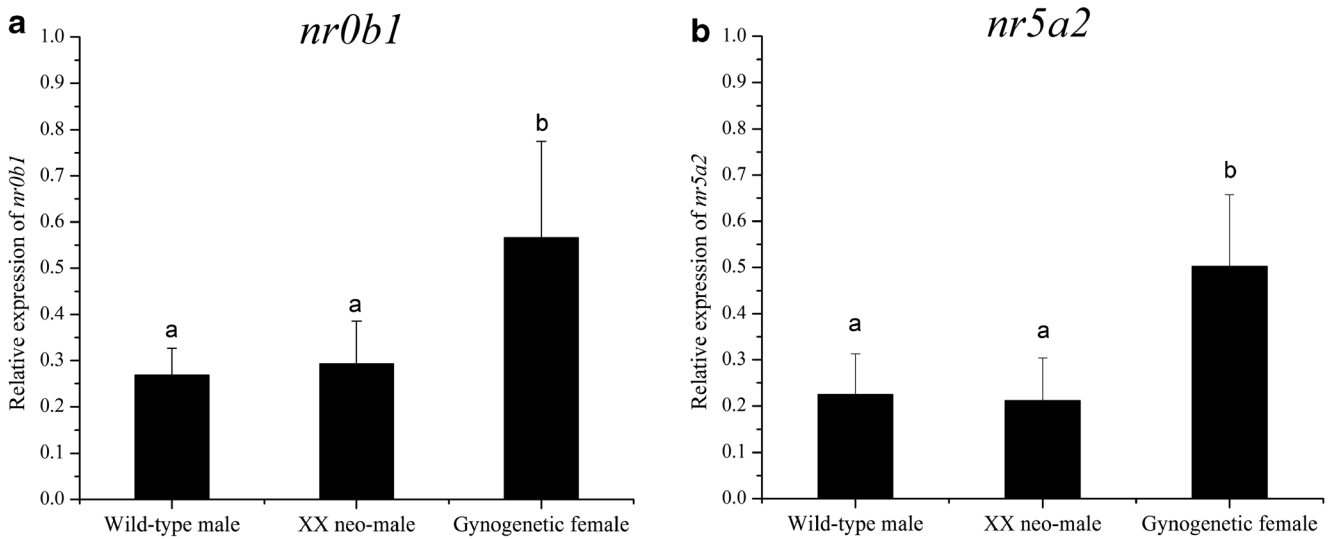 a
nr0b1
Relative expression of nr0b1
1.0
0.9
0.8
0.7
0.6
0.5
0.4
0.3
0.2
0.1
0.0
a
a
b
Wild-type male
XX neo-male
Gynogenetic female
b
nr5a2
Relative expression of nr5a2
1.0
0.9
0.8
0.7
0.6
0.5
0.4
0.3
0.2
0.1
0.0
a
a
b
Wild-type male
XX neo-male
Gynogenetic female